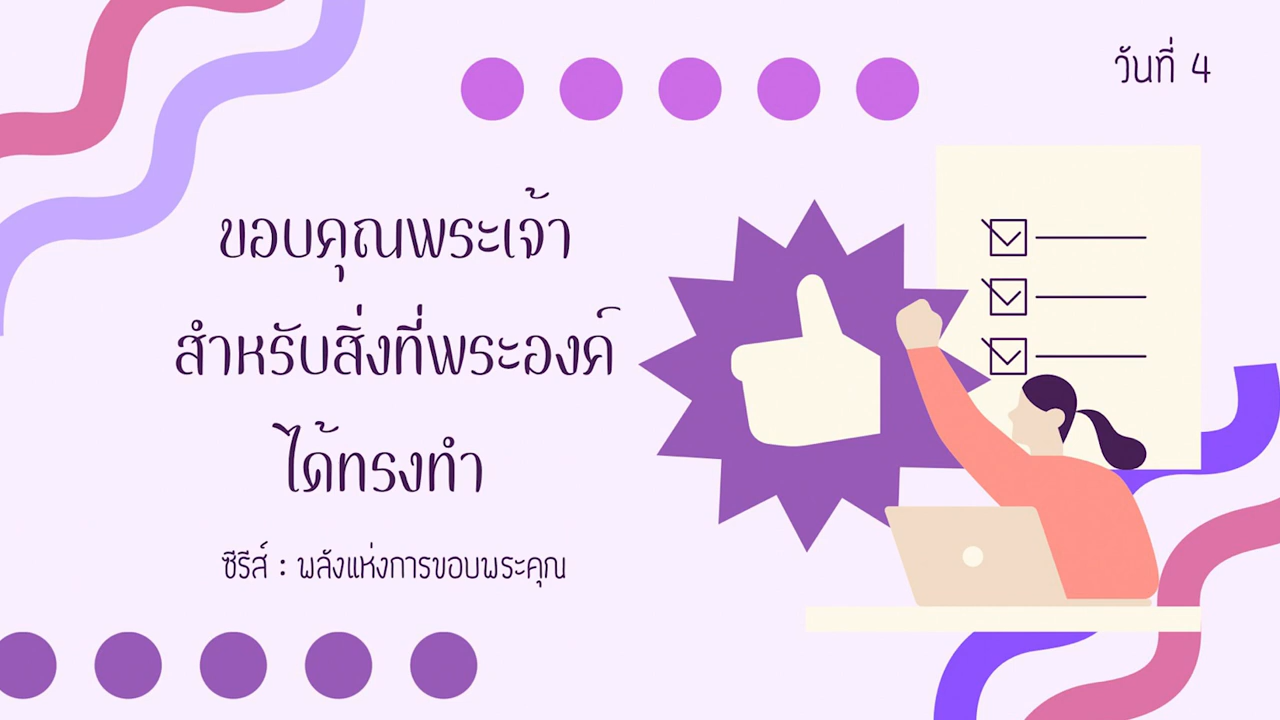 วันที่ 4
ขอบคุณพระเจ้า
สำหรับสิ่งที่พระองค์
ได้ทรงทำ
ซีรีส์ : พลังแห่งการขอบพระคุณ